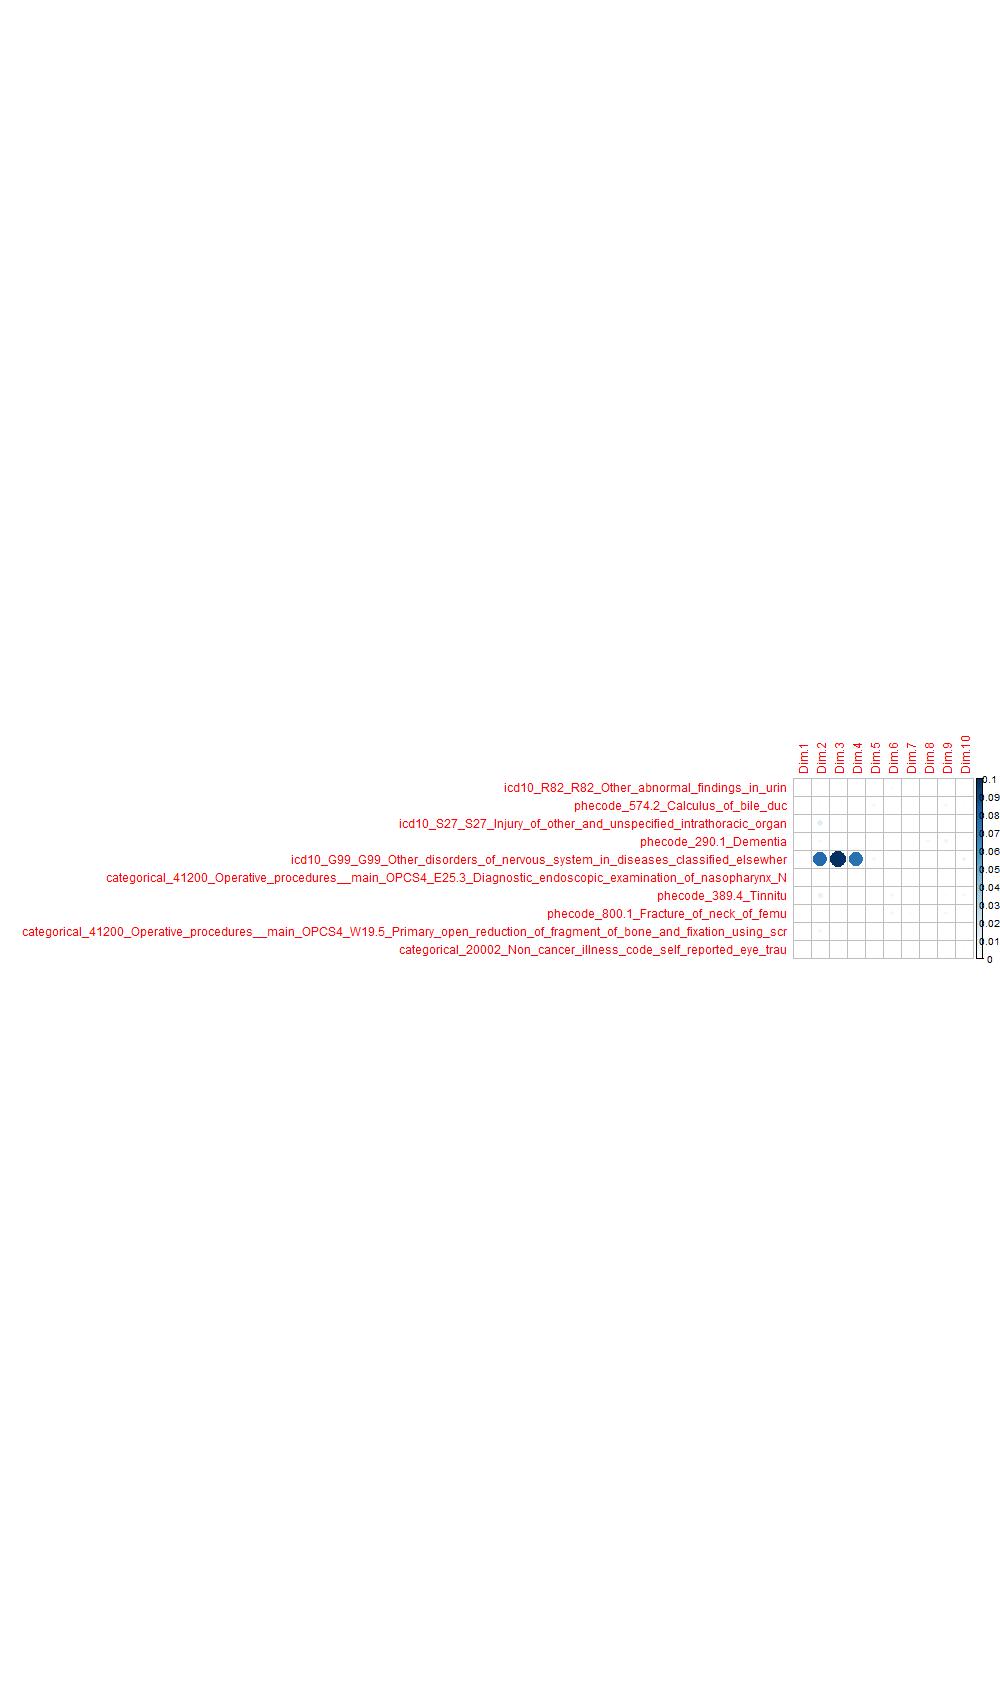 Dim.1
Dim.2
Dim.3
Dim.4
Dim.5
Dim.6
Dim.7
Dim.8
Dim.9
Dim.10
icd10_R82_R82_Other_abnormal_findings_in_urin
phecode_574.2_Calculus_of_bile_duc
icd10_S27_S27_Injury_of_other_and_unspecified_intrathoracic_organ
phecode_290.1_Dementia
icd10_G99_G99_Other_disorders_of_nervous_system_in_diseases_classified_elsewher
categorical_41200_Operative_procedures__main_OPCS4_E25.3_Diagnostic_endoscopic_examination_of_nasopharynx_N
phecode_389.4_Tinnitu
phecode_800.1_Fracture_of_neck_of_femu
categorical_41200_Operative_procedures__main_OPCS4_W19.5_Primary_open_reduction_of_fragment_of_bone_and_fixation_using_scr
categorical_20002_Non_cancer_illness_code_self_reported_eye_trau
0.1
0.09
0.08
0.07
0.06
0.05
0.04
0.03
0.02
0.01
0